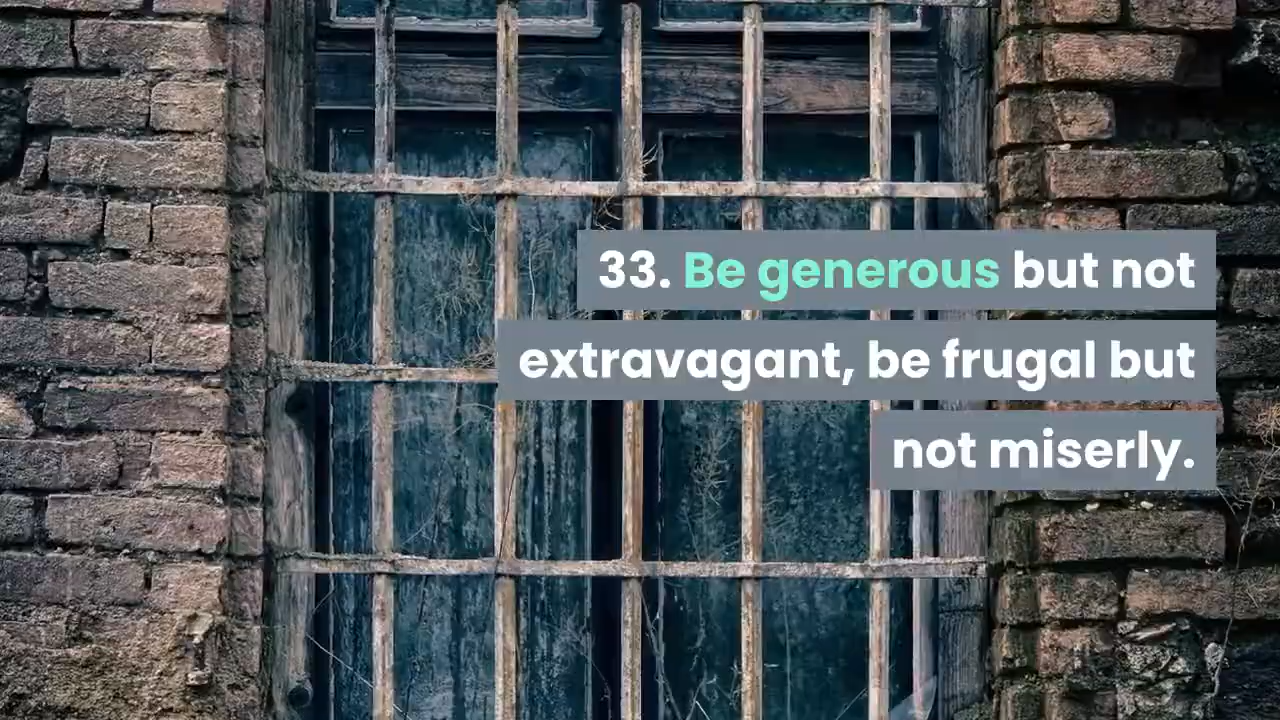 33. Be generous but not
extravagant, be frugal but
not miserly.